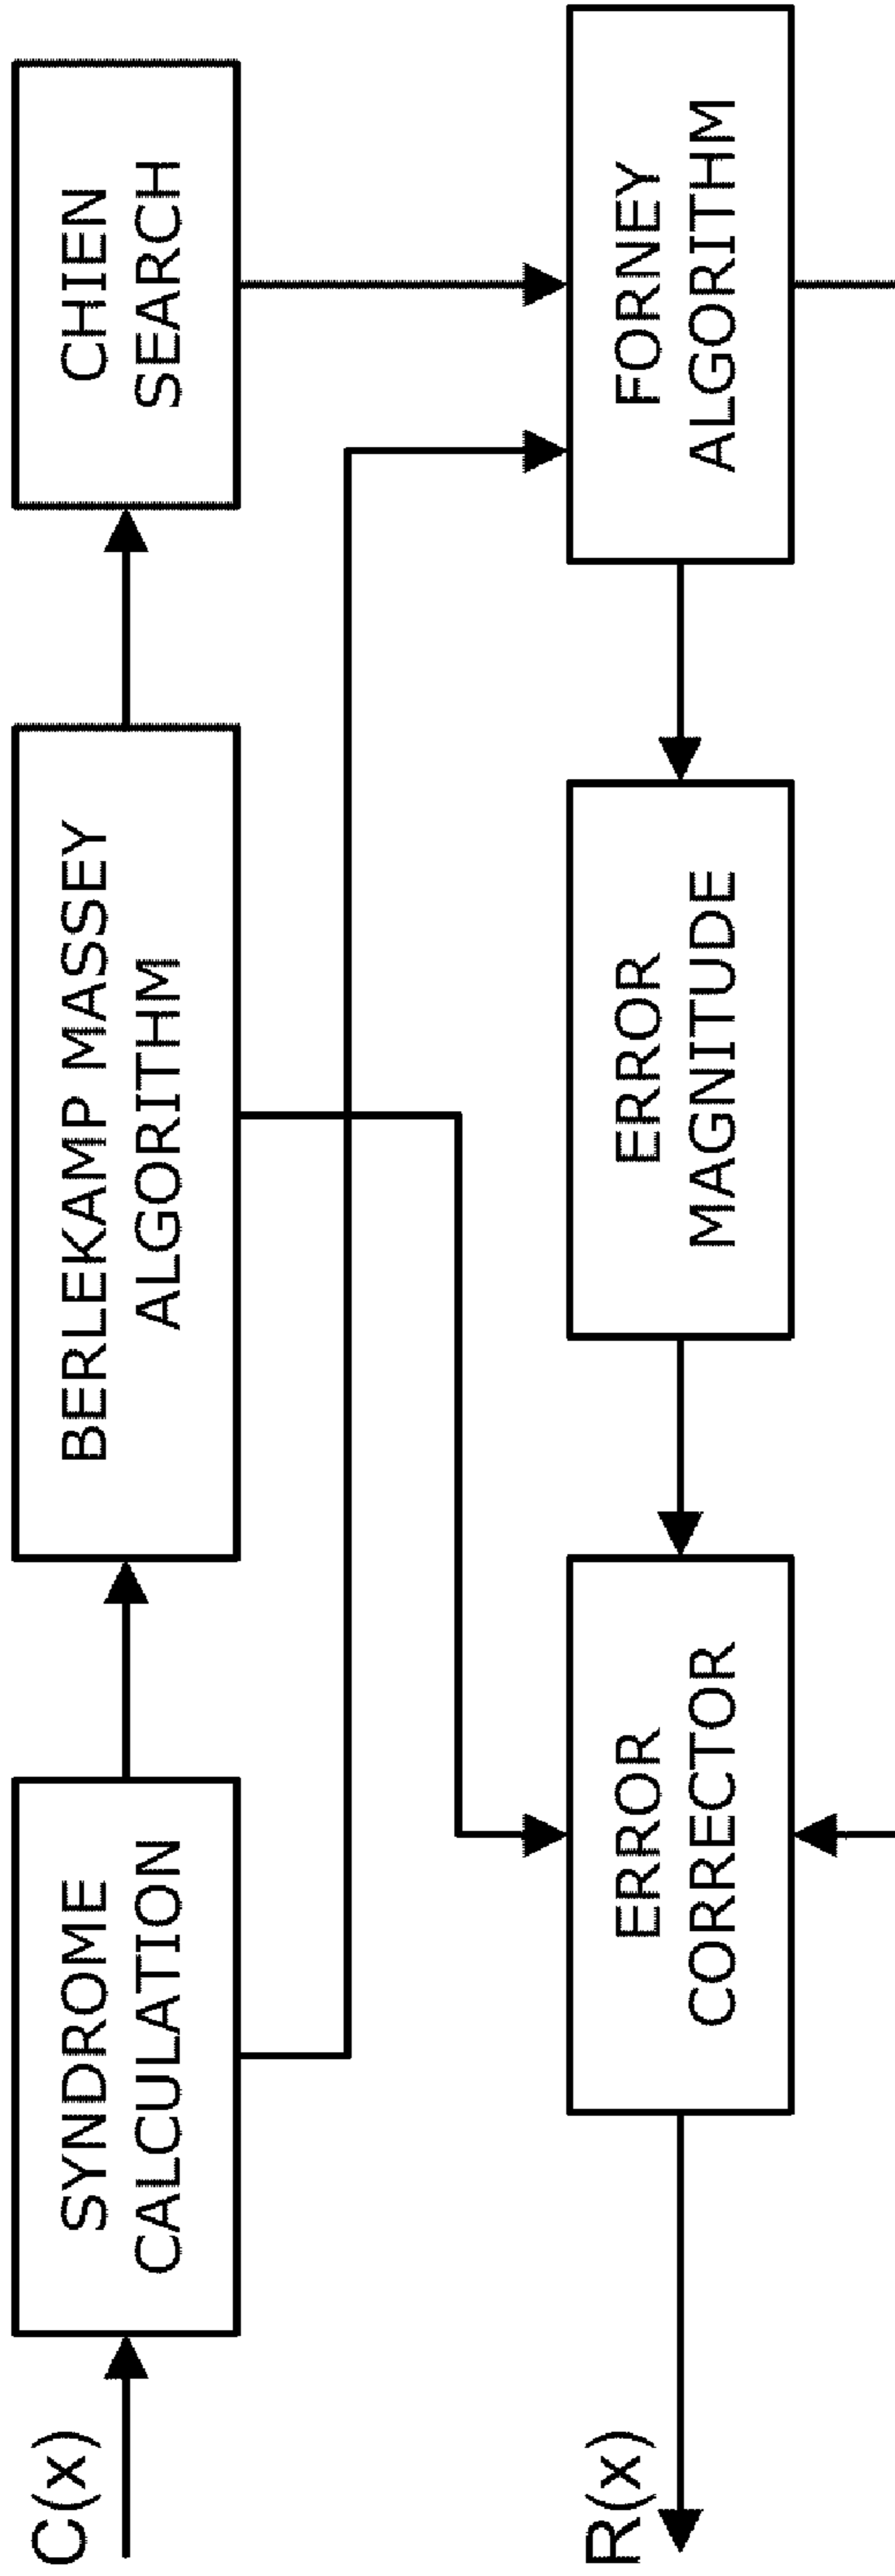 C(x)
SYNDROME
CALCULATION
BERLEKAMP MASSEY
ALGORITHM
CHIEN
SEARCH
R(x)
ERROR
CORRECTOR
ERROR
MAGNITUDE
FORNEY
ALGORITHM